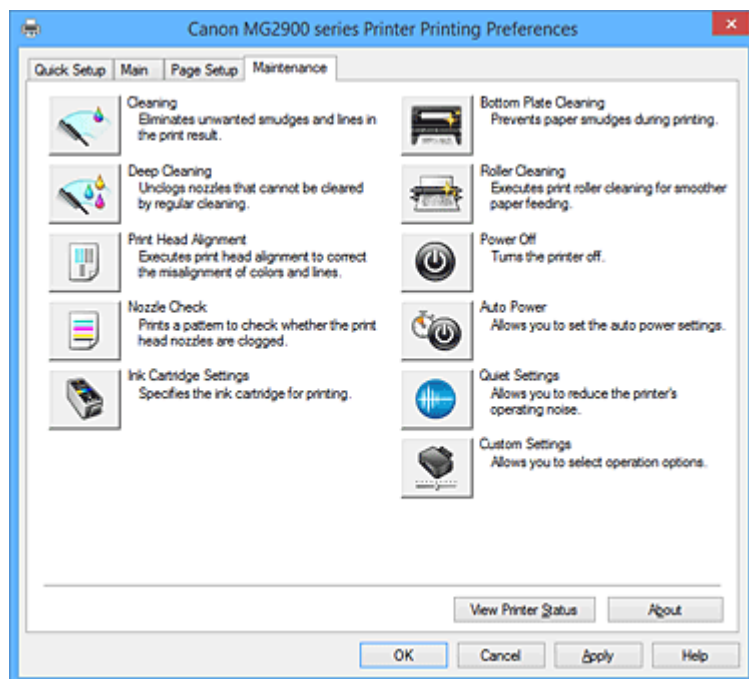 Canon MG2900 series Printer Printing Preferences
Quick Setup Main Page Setup Maintenance
Cleaning
Eliminates unwanted smudges and lines in
the print result.
Deep Cleaning
Unclogs nozzles that cannot be cleared
by regular cleaning.
Print Head Alignment
Executes print head alignment to correct
the misalignment of colors and lines.
Nozzle Check
Prints a pattern to check whether the print
head nozzles are clogged.
Ink Cartridge Settings
Specifies the ink cartridge for printing.
Bottom Plate Cleaning
Prevents paper smudges during printing.
Roller Cleaning
Executes print roller cleaning for smoother
paper feeding.
Power Off
Turns the printer off.
Auto Power
Allows you to set the auto power settings.
Quiet Settings
Allows you to reduce the printer's
operating noise.
Custom Settings
Allows you to select operation options.
View Printer Status About
OK Cancel Apply Help